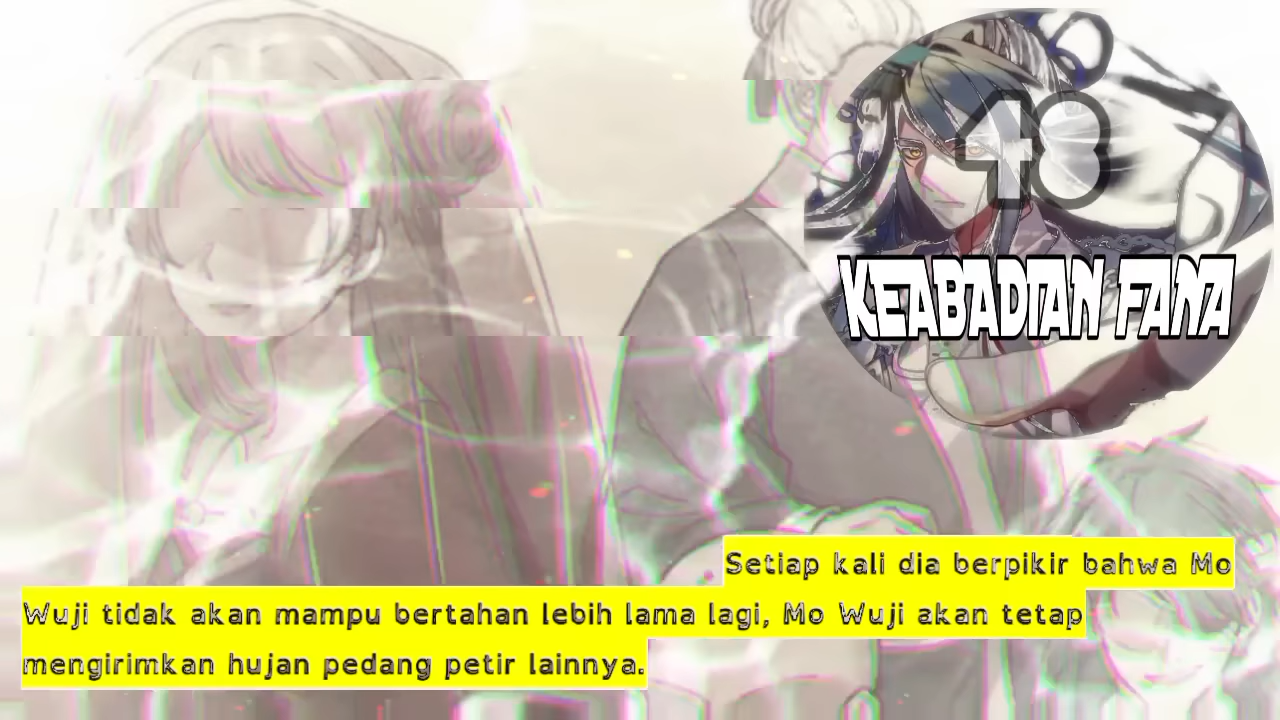 48
KEABADIAN FANA
Setiap kali dia berpikir bahwa Mo
Wuji tidak akan mampu bertahan lebih lama lagi, Mo Wuji akan tetap
mengirimkan hujan pedang petir lainnya.